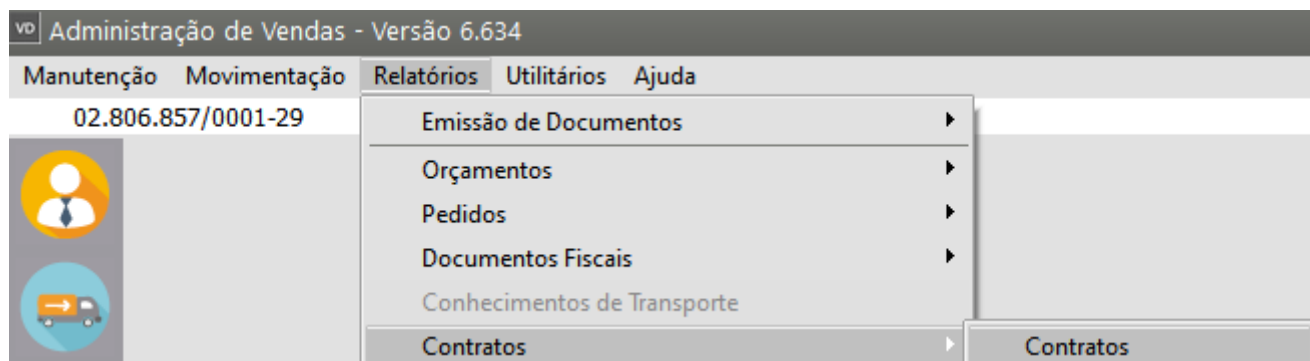 VD Administração de Vendas - Versão 6.634
Manutenção Movimentação Relatórios Utilitários Ajuda
02.806.857/0001-29
Emissão de Documentos
Orçamentos
Pedidos
Documentos Fiscais
Conhecimentos de Transporte
Contratos Contratos